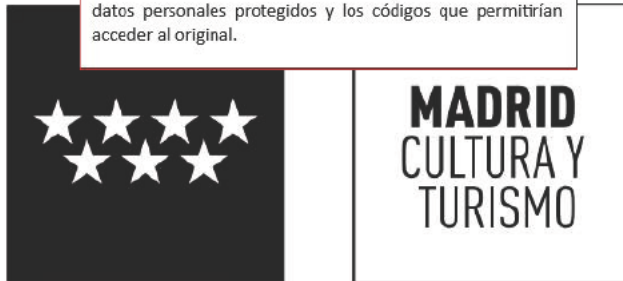 datos personales protegidos y los códigos que permitirían
acceder al original.
MADRID
CULTURA Y
TURISMO